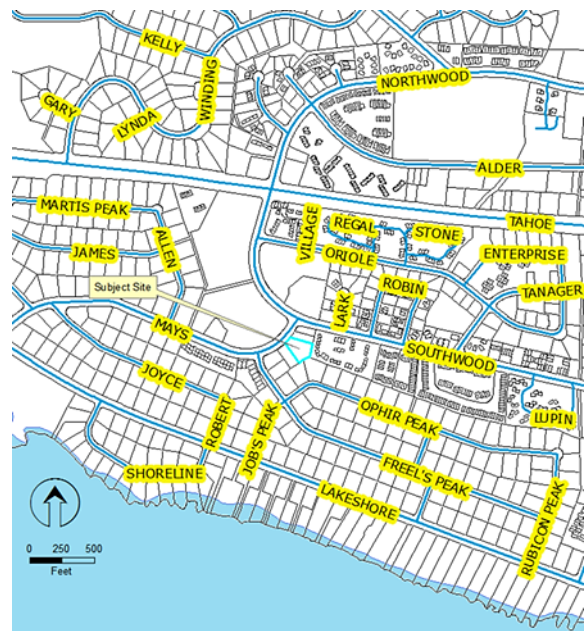 KELLY
WINDING
NORTHWOOD
GARY
LYNDA
ALDER
MARTIS PEAK
ALLEN
VILLAGE
REGAL
STONE
TAHOE
JAMES
ORIOLE
ENTERPRISE
Subject Site
ROBIN
TANAGER
MAYS
LARK
SOUTHWOOD
JOYCE
ROBERT
JOB'S PEAK
OPHIR PEAK
LUPIN
SHORELINE
FREEL'S PEAK
LAKESHORE
RUBICON PEAK
0 250 500
Feet